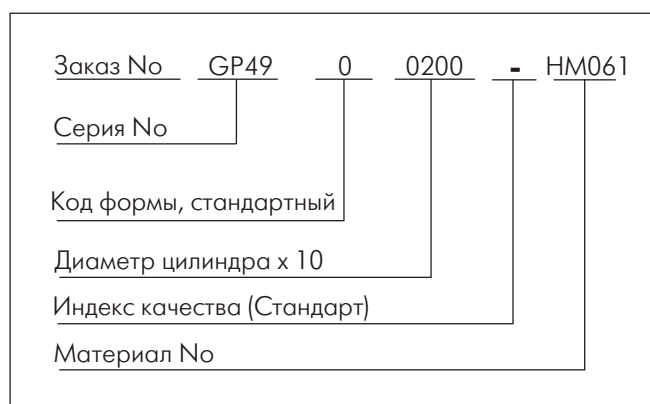 Заказ No GP49 0 0200 - HM061
Серия No
Код формы, стандартный
Диаметр цилиндра x 10
Индекс качества (Стандарт)
Материал No